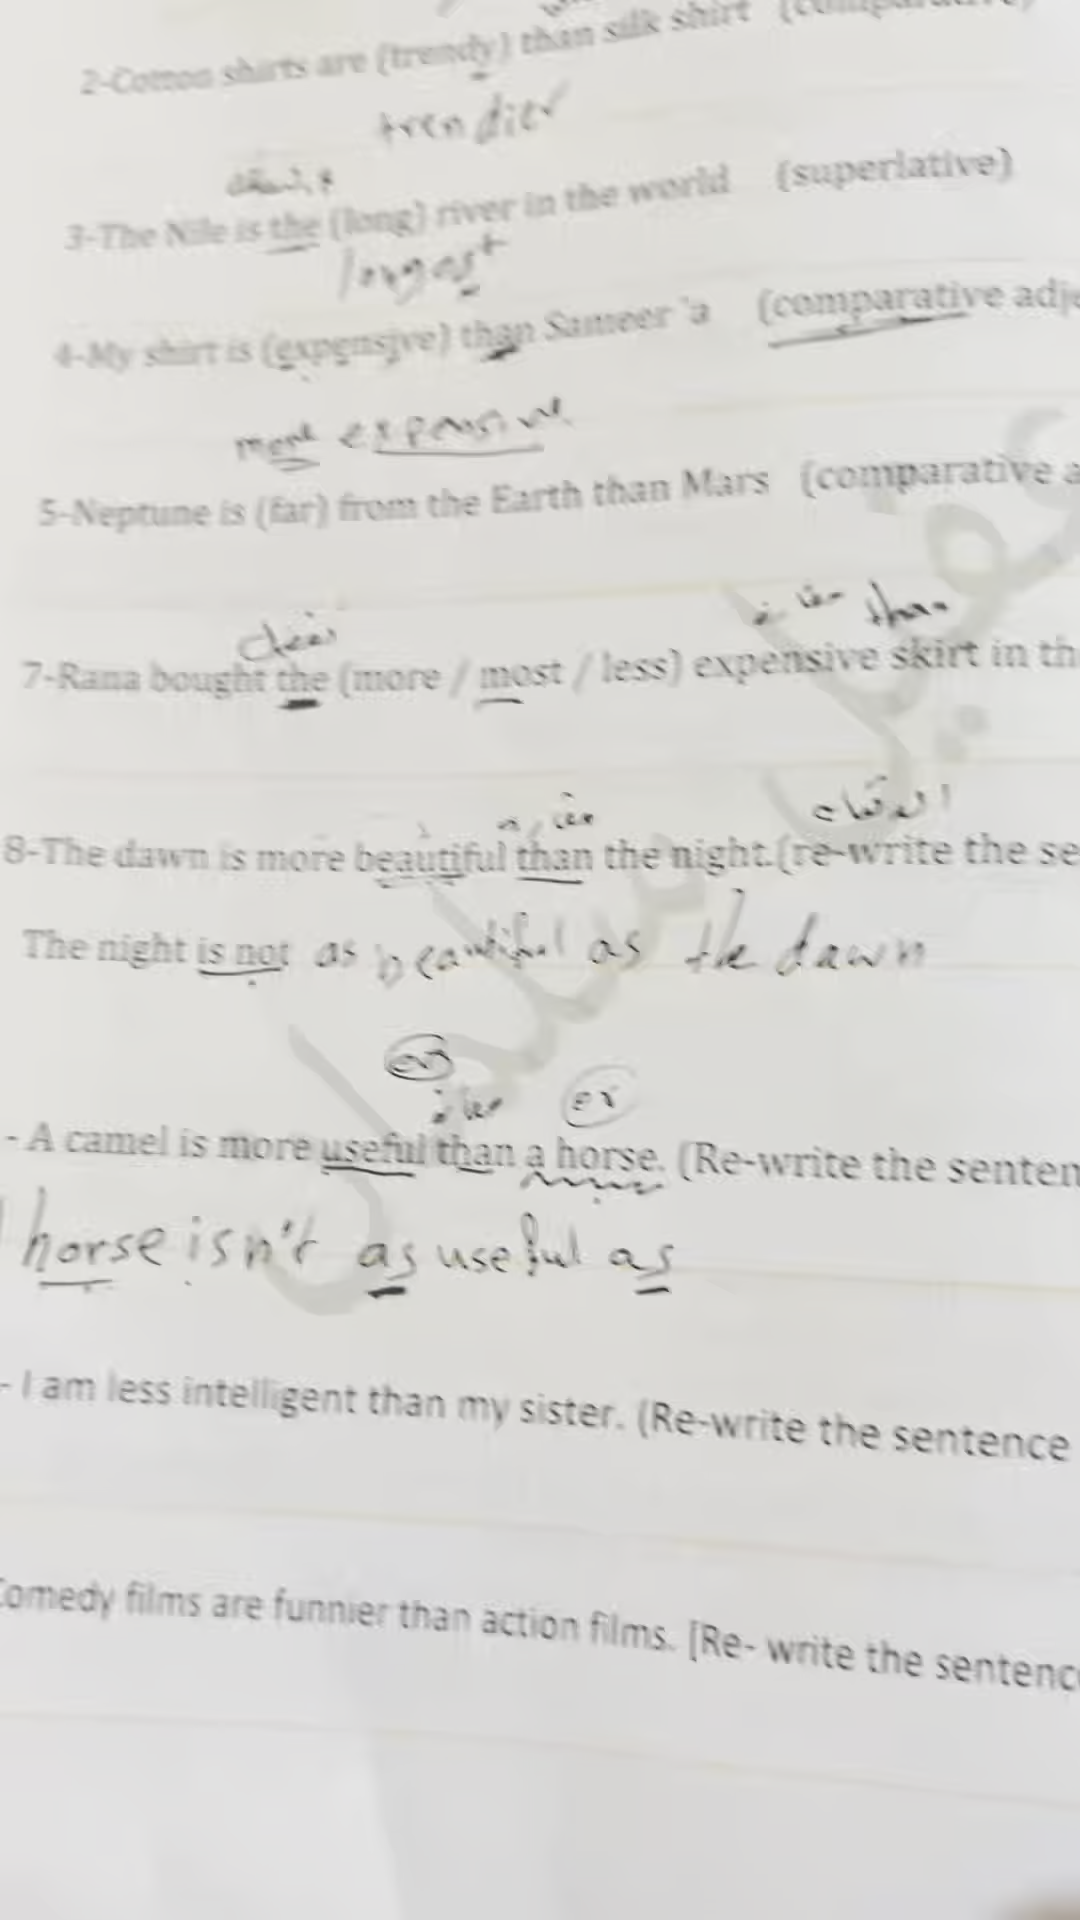 2-Cotton shirts are (trendy) than silk shirt
trendier
3-The Nile is the (long) river in the world (superlative)
longest
4-My shirt is (expensive) than Sameer 'a (comparative adje
more expensive
5-Neptune is (far) from the Earth than Mars (comparative a
than
7-Rana bought the (more / most / less) expensive skirt in th
8-The dawn is more beautiful than the night.(re-write the se
The night is not as beautiful as the dawn
er
- A camel is more useful than a horse. (Re-write the senten
horse isn't as useful as
- I am less intelligent than my sister. (Re-write the sentence
Comedy films are funnier than action films. [Re- write the sentence